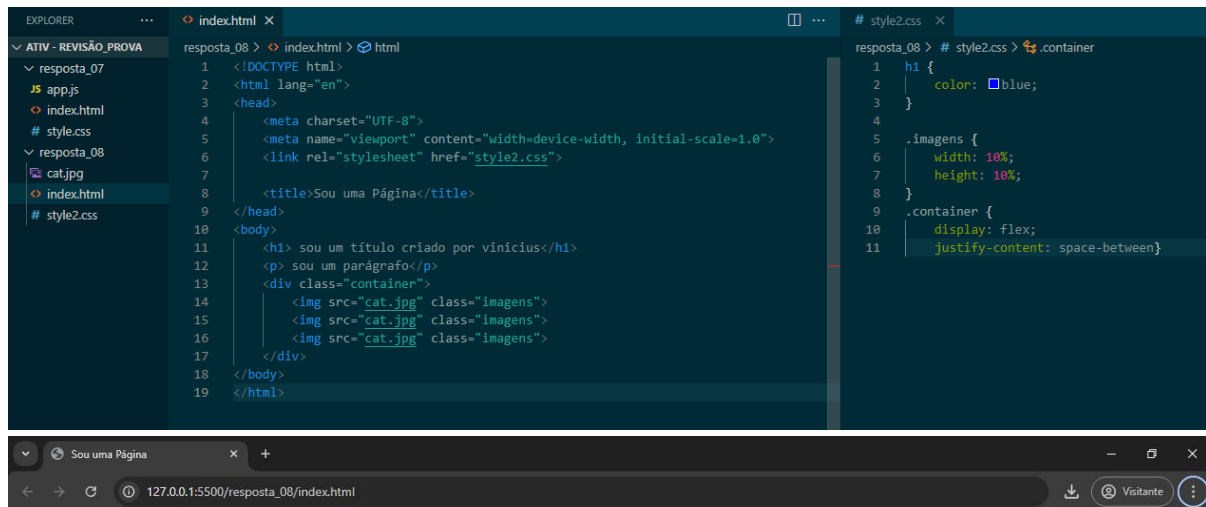 EXPLORER ···
ATIV - REVISÃO_PROVA
resposta_07
JS app.js
<> index.html
# style.css
resposta_08
cat.jpg
<> index.html
# style2.css
<> index.html ×
resposta_08 > <> index.html > html
1 <!DOCTYPE html>
2 <html lang="en">
3 <head>
4 <meta charset="UTF-8">
5 <meta name="viewport" content="width=device-width, initial-scale=1.0">
6 <link rel="stylesheet" href="style2.css">
7
8 <title>Sou uma Página</title>
9 </head>
10 <body>
11 <h1> sou um título criado por vinicius</h1>
12 <p> sou um parágrafo</p>
13 <div class="container">
14 <img src="cat.jpg" class="imagens">
15 <img src="cat.jpg" class="imagens">
16 <img src="cat.jpg" class="imagens">
17 </div>
18 </body>
19 </html>
# style2.css ×
resposta_08 > # style2.css > .container
1 h1 {
2 color: blue;
3 }
4
5 .imagens {
6 width: 10%;
7 height: 10%;
8 }
9 .container {
10 display: flex;
11 justify-content: space-between}
Sou uma Página × +
127.0.0.1:5500/resposta_08/index.html
Visitante